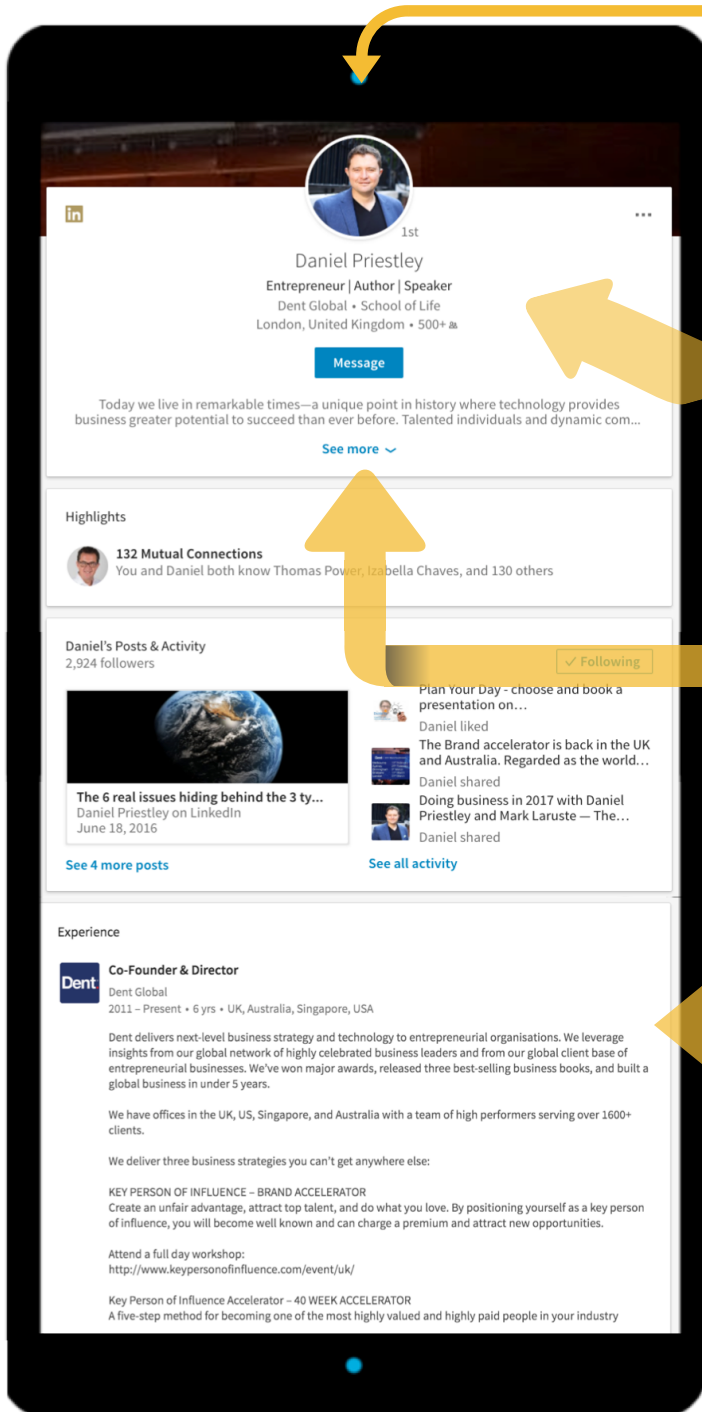 in
1st
Daniel Priestley
Entrepreneur | Author | Speaker
Dent Global • School of Life
London, United Kingdom • 500+
Message
Today we live in remarkable times—a unique point in history where technology provides
business greater potential to succeed than ever before. Talented individuals and dynamic com...
See more
Highlights
132 Mutual Connections
You and Daniel both know Thomas Power, Izabella Chaves, and 130 others
Daniel's Posts & Activity
2,924 followers
✓ Following
The 6 real issues hiding behind the 3 ty...
Daniel Priestley on LinkedIn
June 18, 2016
See 4 more posts
Plan Your Day - choose and book a
presentation on…
Daniel liked
The Brand accelerator is back in the UK
and Australia. Regarded as the world…
Daniel shared
Doing business in 2017 with Daniel
Priestley and Mark Laruste — The…
Daniel shared
See all activity
Experience
Dent
Co-Founder & Director
Dent Global
2011 – Present • 6 yrs • UK, Australia, Singapore, USA
Dent delivers next-level business strategy and technology to entrepreneurial organisations. We leverage
insights from our global network of highly celebrated business leaders and from our global client base of
entrepreneurial businesses. We've won major awards, released three best-selling business books, and built a
global business in under 5 years.
We have offices in the UK, US, Singapore, and Australia with a team of high performers serving over 1600+
clients.
We deliver three business strategies you can't get anywhere else:
KEY PERSON OF INFLUENCE – BRAND ACCELERATOR
Create an unfair advantage, attract top talent, and do what you love. By positioning yourself as a key person
of influence, you will become well known and can charge a premium and attract new opportunities.
Attend a full day workshop:
http://www.keypersonofinfluence.com/event/uk/
Key Person of Influence Accelerator – 40 WEEK ACCELERATOR
A five-step method for becoming one of the most highly valued and highly paid people in your industry